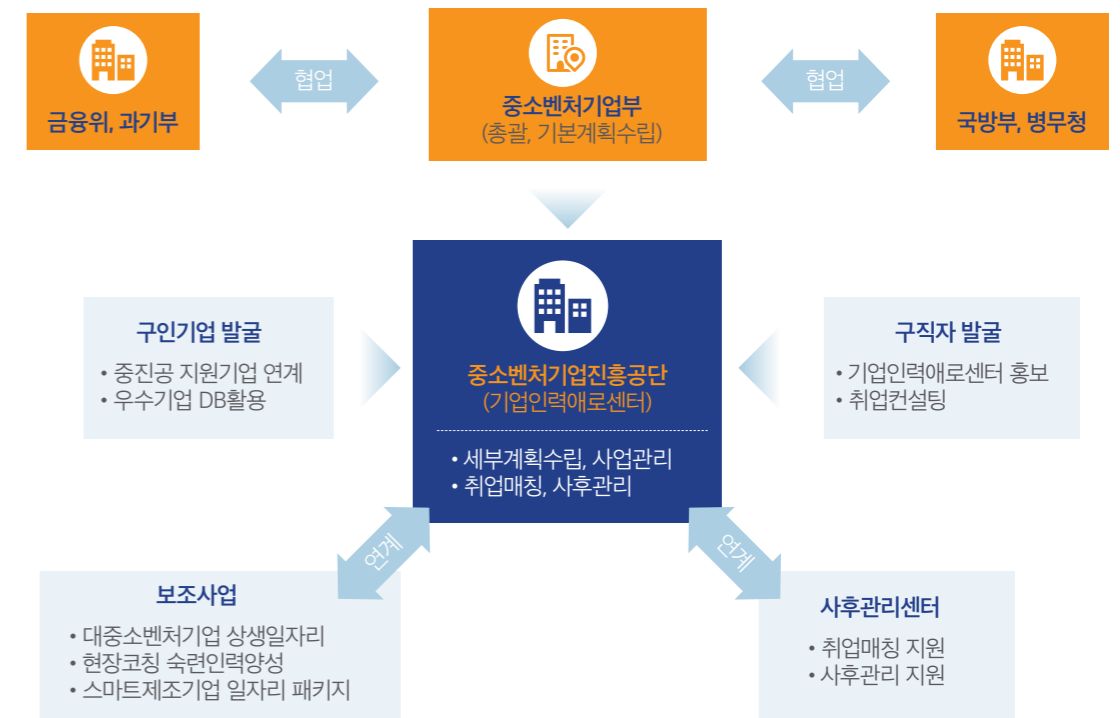 금융위, 과기부
협업
중소벤처기업부
(총괄, 기본계획수립)
협업
국방부, 병무청
구인기업 발굴
• 중진공 지원기업 연계
• 우수기업 DB활용
중소벤처기업진흥공단
(기업인력애로센터)
• 세부계획수립, 사업관리
• 취업매칭, 사후관리
구직자 발굴
• 기업인력애로센터 홍보
• 취업컨설팅
연계
연계
보조사업
• 대중소벤처기업 상생일자리
• 현장코칭 숙련인력양성
• 스마트제조기업 일자리 패키지
사후관리센터
• 취업매칭 지원
• 사후관리 지원